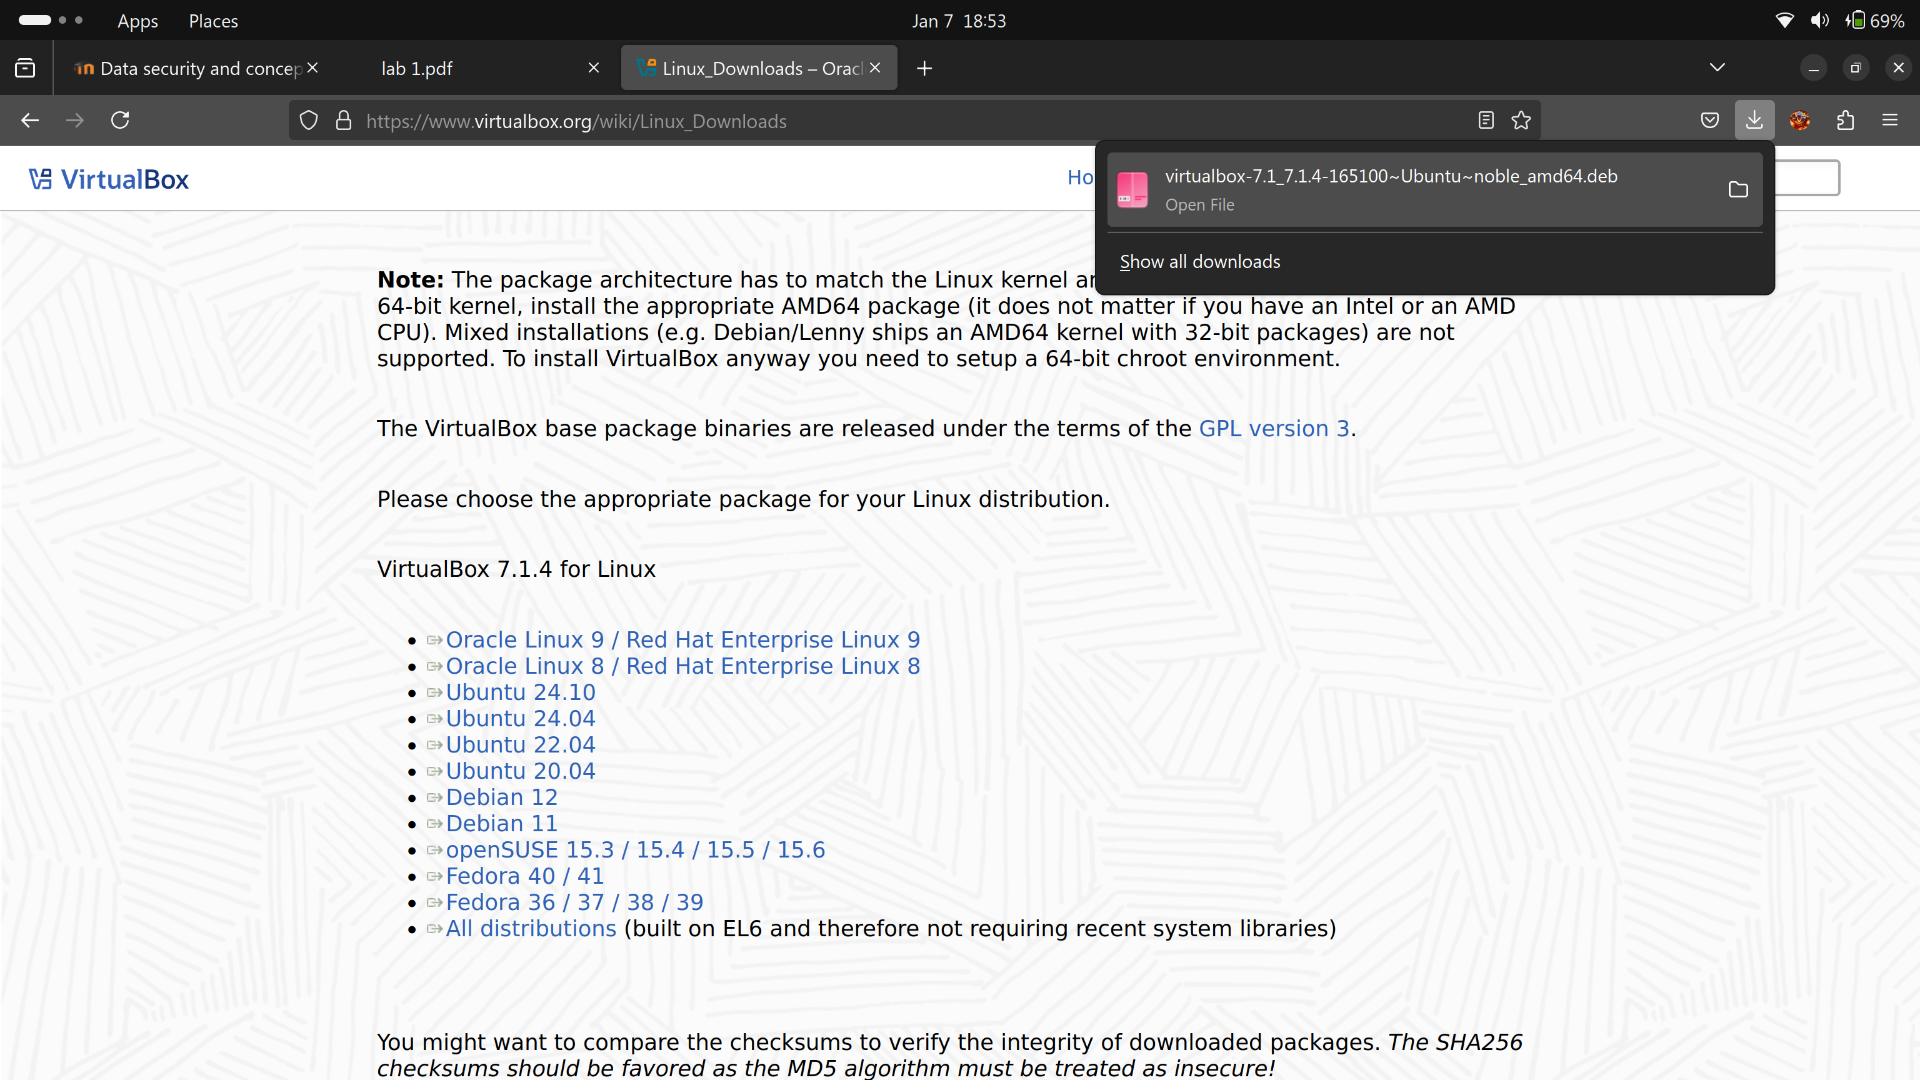 Apps Places Jan 7 18:53 69%
Data security and concep lab 1.pdf Linux_Downloads – Orac
https://www.virtualbox.org/wiki/Linux_Downloads
VirtualBox Ho
virtualbox-7.1_7.1.4-165100~Ubuntu~noble_amd64.deb
Open File
Show all downloads
Note: The package architecture has to match the Linux kernel
64-bit kernel, install the appropriate AMD64 package (it does not matter if you have an Intel or an AMD
CPU). Mixed installations (e.g. Debian/Lenny ships an AMD64 kernel with 32-bit packages) are not
supported. To install VirtualBox anyway you need to setup a 64-bit chroot environment.
The VirtualBox base package binaries are released under the terms of the GPL version 3.
Please choose the appropriate package for your Linux distribution.
VirtualBox 7.1.4 for Linux
Oracle Linux 9 / Red Hat Enterprise Linux 9
Oracle Linux 8 / Red Hat Enterprise Linux 8
Ubuntu 24.10
Ubuntu 24.04
Ubuntu 22.04
Ubuntu 20.04
Debian 12
Debian 11
openSUSE 15.3 / 15.4 / 15.5 / 15.6
Fedora 40 / 41
Fedora 36 / 37 / 38 / 39
All distributions (built on EL6 and therefore not requiring recent system libraries)
You might want to compare the checksums to verify the integrity of downloaded packages. The SHA256
checksums should be favored as the MD5 algorithm must be treated as insecure!